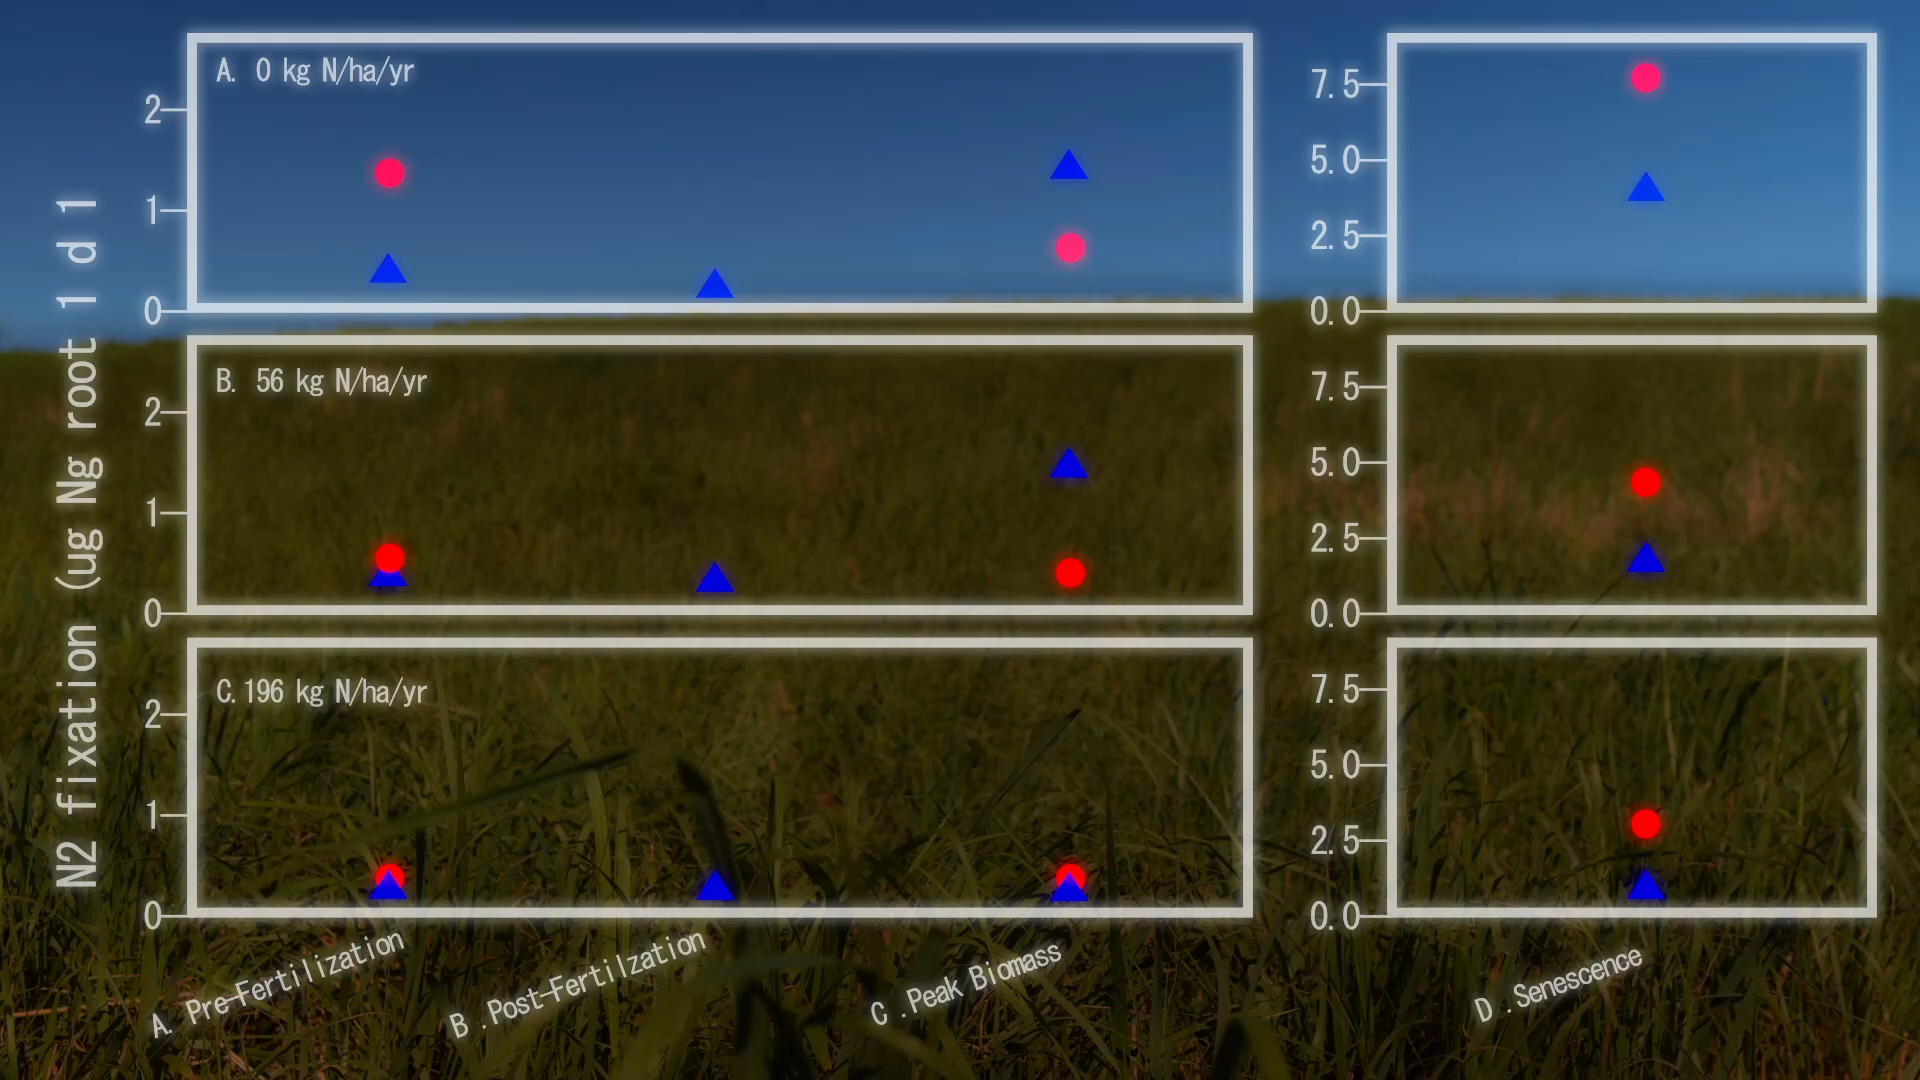 N2 fixation (ug Ng root 1 d 1
A. 0 kg N/ha/yr
2
1
0
7.5
5.0
2.5
0.0
B. 56 kg N/ha/yr
2
1
0
7.5
5.0
2.5
0.0
C.196 kg N/ha/yr
2
1
0
7.5
5.0
2.5
0.0
A. Pre-Fertilization
B .Post-Fertilzation
C .Peak Biomass
D .Senescence